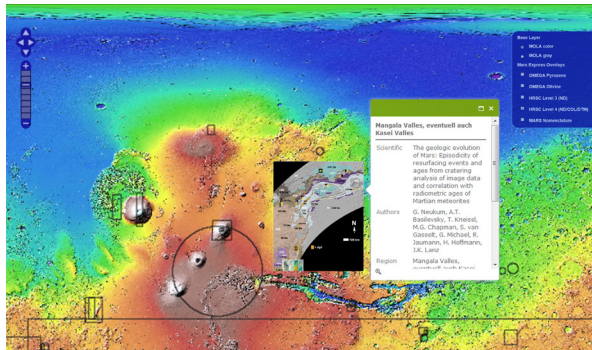 Base Layer
MOLA color
MOLA gray
Mars Express Overlays
OMEGA Pyroxene
OMEGA Olivine
HRSC Level 3 (ND)
HRSC Level 4 (ND/COL/DTM)
MARS Nomenclature
Mangala Valles, eventuell auch
Kasei Valles
Scientific
The geologic evolution
of Mars: Episodicity of
resurfacing events and
ages from cratering
analysis of image data
and correlation with
radiometric ages of
Martian meteorites
Authors
G. Neukum, A.T.
Basilevsky, T. Kneissl,
M.G. Chapman, S. van
Gasselt, G. Michael, R.
Jaumann, H. Hoffmann,
J.K. Lanz
Region
Mangala Valles,
eventuell auch Kasei
N